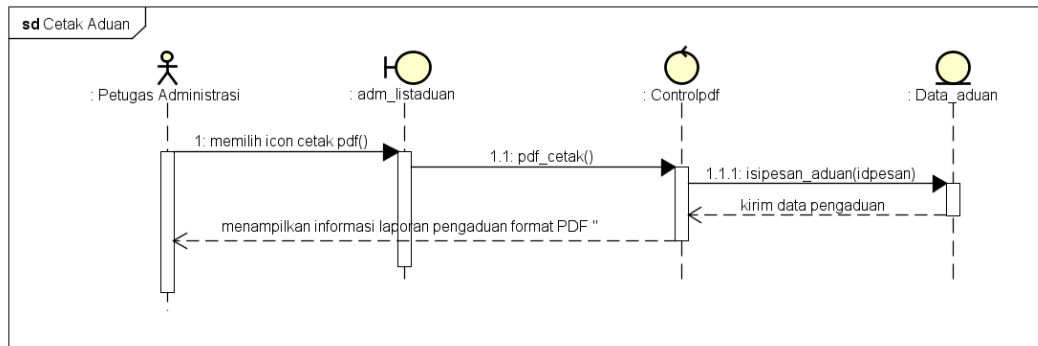 sd Cetak Aduan
: Petugas Administrasi
: adm_listaduan
: Controlpdf
: Data_aduan
1: memilih icon cetak pdf()
1.1: pdf_cetak()
1.1.1: isipesan_aduan(idpesan)
kirim data pengaduan
menampilkan informasi laporan pengaduan format PDF "